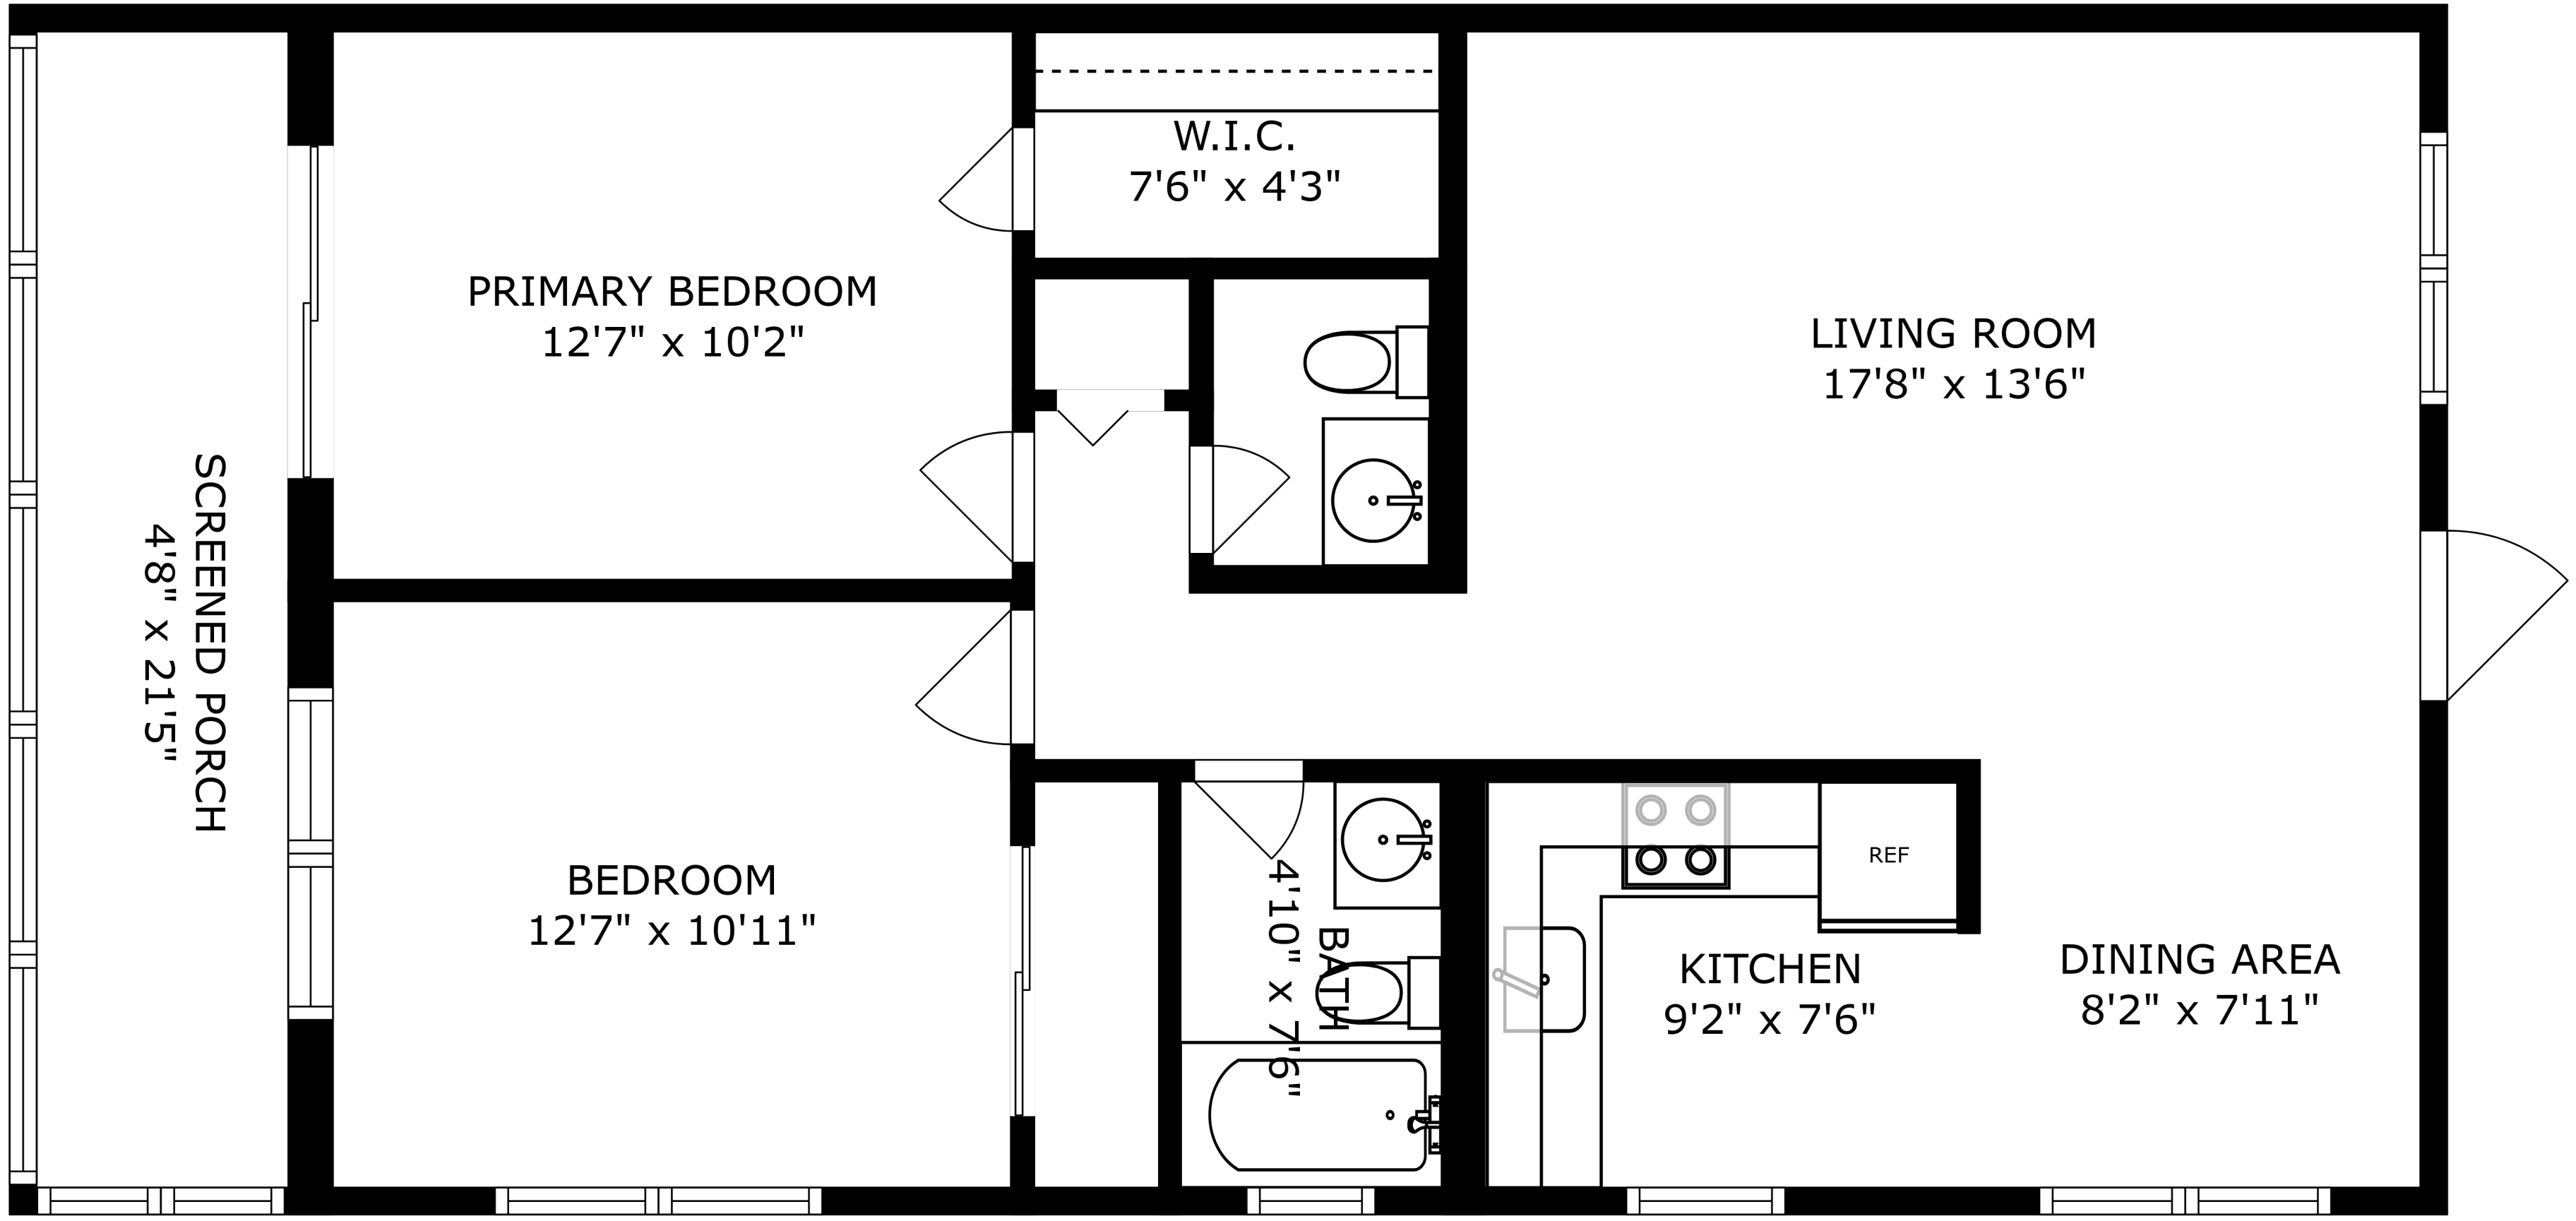 W.I.C.
7'6" x 4'3"
PRIMARY BEDROOM
12'7" x 10'2"
LIVING ROOM
17'8" x 13'6"
SCREENED PORCH
4'8" x 21'5"
BEDROOM
12'7" x 10'11"
BATH
4'10" x 7'6"
REF
KITCHEN
9'2" x 7'6"
DINING AREA
8'2" x 7'11"